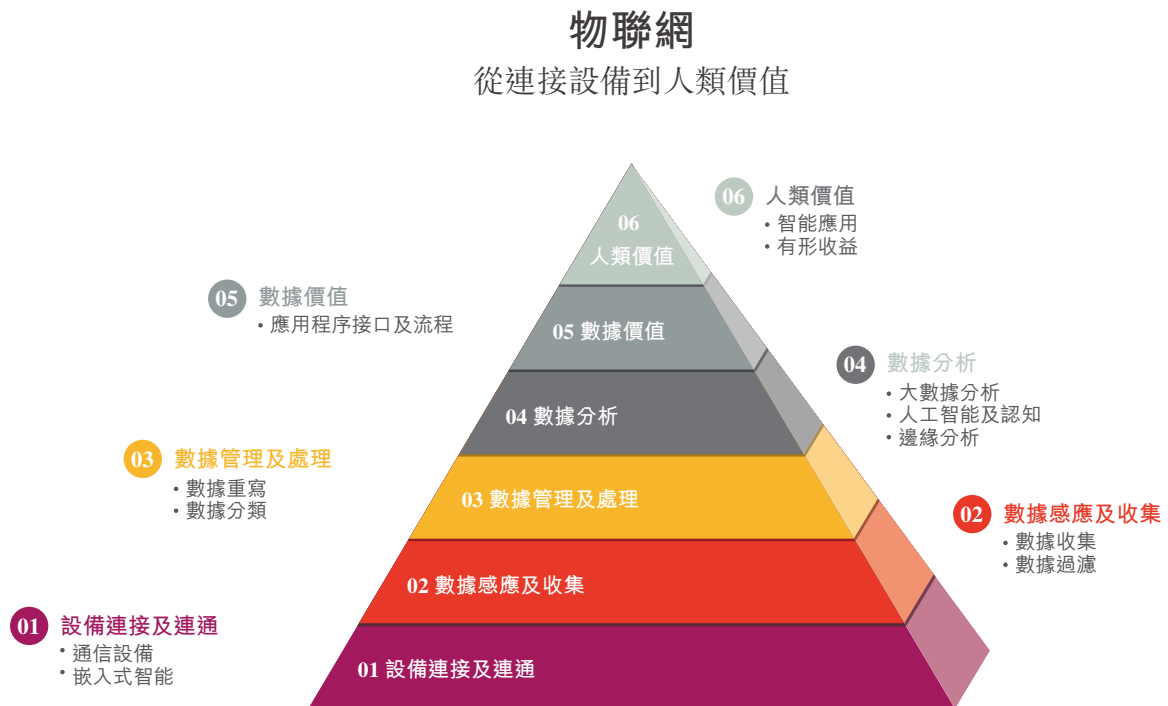 物聯網
從連接設備到人類價值
06 人類價值
• 智能應用
• 有形收益
06
人類價值
05 數據價值
• 應用程序接口及流程
05 數據價值
04 數據分析
• 大數據分析
• 人工智能及認知
• 邊緣分析
04 數據分析
03 數據管理及處理
• 數據重寫
• 數據分類
03 數據管理及處理
02 數據感應及收集
• 數據收集
• 數據過濾
02 數據感應及收集
01 設備連接及連通
• 通信設備
• 嵌入式智能
01 設備連接及連通